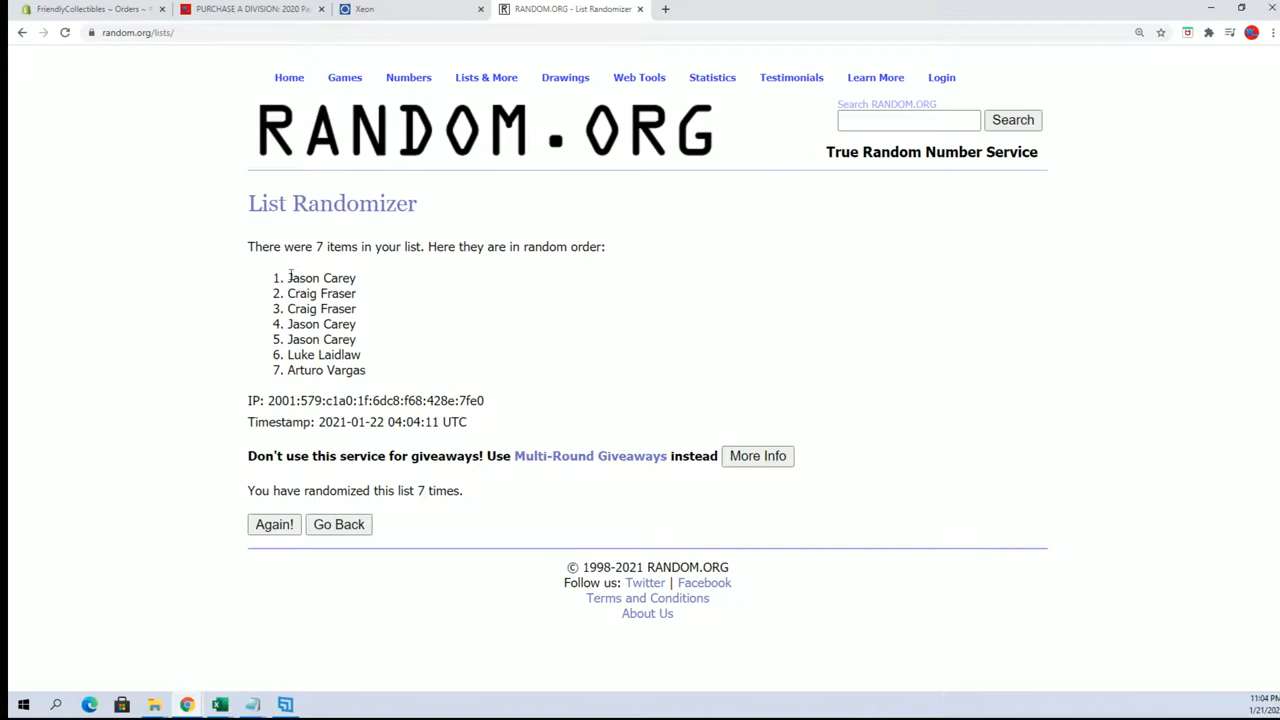 FriendlyCollectibles ~ Orders ~
PURCHASE A DIVISION: 2020 Pa
Xeon
RANDOM.ORG - List Randomizer
random.org/lists/
Home Games Numbers Lists & More Drawings Web Tools Statistics Testimonials Learn More Login
Search RANDOM.ORG
RANDOM.ORG
Search
True Random Number Service
List Randomizer
There were 7 items in your list. Here they are in random order:
1. Jason Carey
2. Craig Fraser
3. Craig Fraser
4. Jason Carey
5. Jason Carey
6. Luke Laidlaw
7. Arturo Vargas
IP: 2001:579:c1a0:1f:6dc8:f68:428e:7fe0
Timestamp: 2021-01-22 04:04:11 UTC
Don't use this service for giveaways! Use Multi-Round Giveaways instead More Info
You have randomized this list 7 times.
Again! Go Back
© 1998-2021 RANDOM.ORG
Follow us: Twitter | Facebook
Terms and Conditions
About Us
11:04 PM
1/21/202